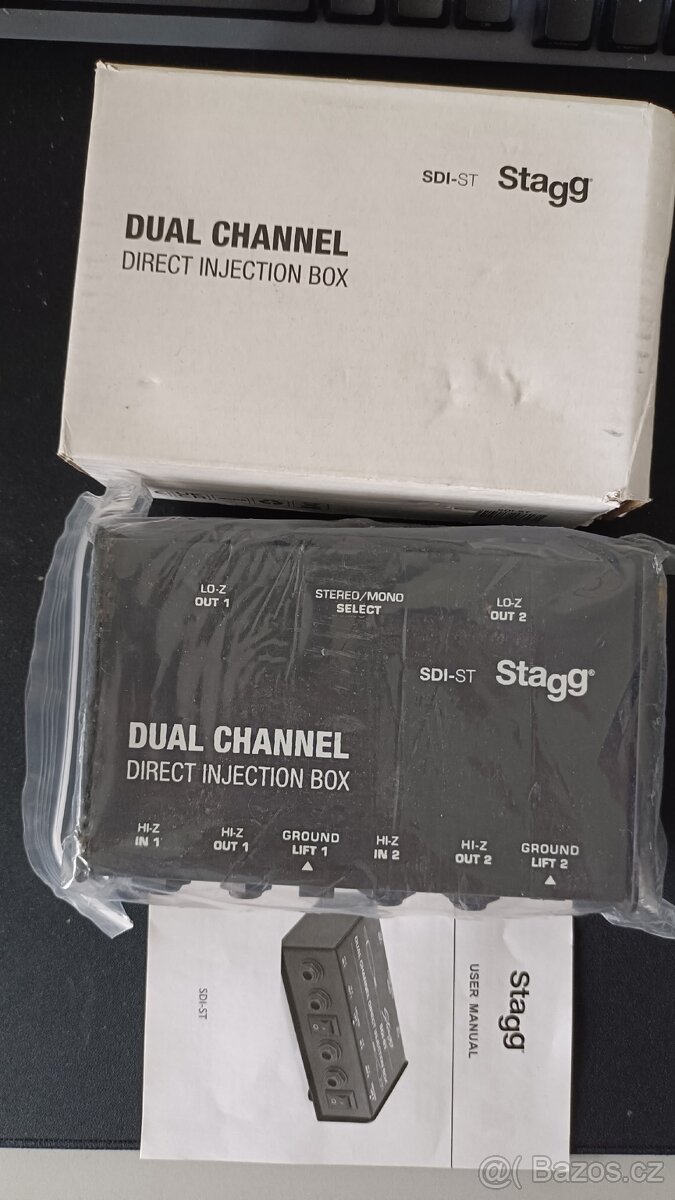 SDI-ST Stagg
DUAL CHANNEL
DIRECT INJECTION BOX
LO-Z
OUT 1
STEREO/MONO
SELECT
LO-Z
OUT 2
SDI-ST Stagg®
DUAL CHANNEL
DIRECT INJECTION BOX
HI-Z
IN 1
HI-Z
OUT 1
GROUND
LIFT 1
HI-Z
IN 2
HI-Z
OUT 2
GROUND
LIFT 2
SDI-ST
DUAL CHANNEL
Stagg
USER MANUAL
@( Bazos.cz